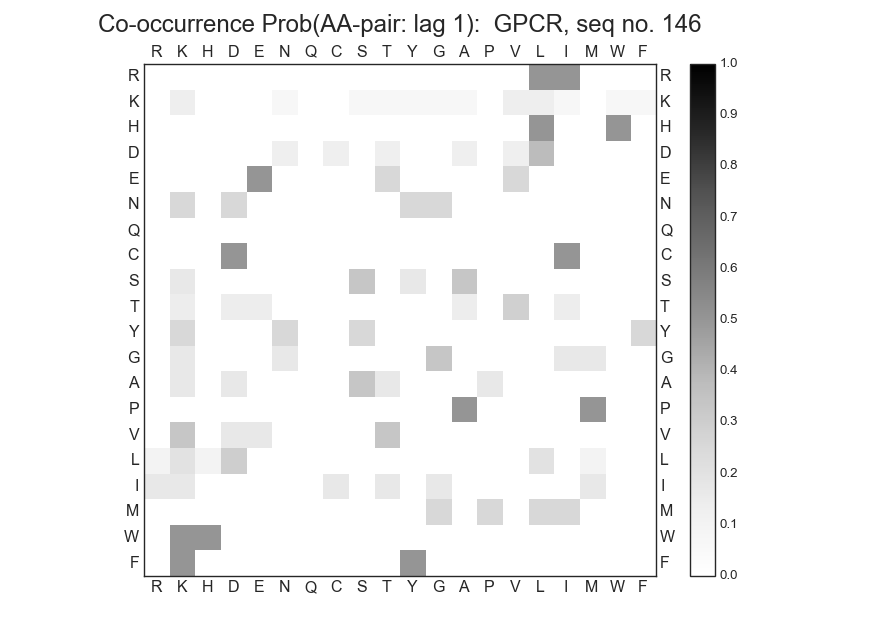 Co-occurrence Prob(AA-pair: lag 1):  GPCR, seq no. 146
R K H D E N Q C S T Y G A P V L I M W F
R R 1.0
K K 0.9
H H
D D 0.8
E E
N N 0.7
Q Q
C C 0.6
S S
T T 0.5
Y Y
G G 0.4
A A
P P 0.3
V V
L L 0.2
I I
M M 0.1
W W
F F 0.0
R K H D E N Q C S T Y G A P V L I M W F